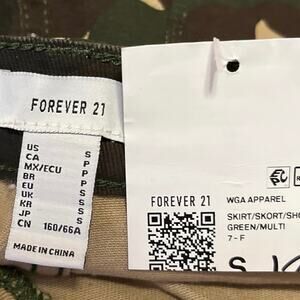 FOREVER 21
US S
CA S
MX/ECU P
BR P
EU S
UK S
KR S
JP S
CN 160/66A
MADE IN CHINA
FOREVER 21
WGA APPAREL
SKIRT/SKORT/SHO
GREEN/MULTI
7 - F
S